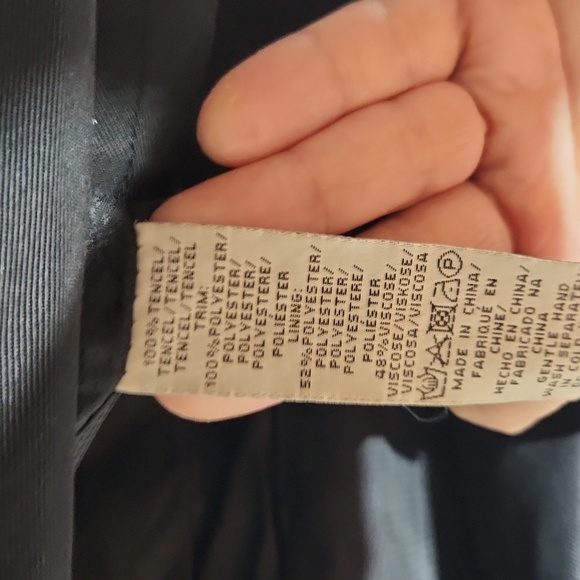 100% TENCEL/
TENCEL/TENCEL/
TENCEL/TENCEL
TRIM:
100%POLYESTER/
POLYESTER/
POLYESTER/
POLYESTERE/
POLIÉSTER
LINING:
52%POLYESTER/
POLYESTER/
POLYESTER/
POLYESTERE/
POLIÉSTER
48%VISCOSE/
VISCOSE/VISKOSE/
VISCOSA/VISCOSA
P
MADE IN CHINA/
FABRIQUÉ EN
CHINE/
HECHO EN CHINA/
FABRICADO NA
CHINA
GENTLE HAND
WASH SEPARATELY
IN COLD